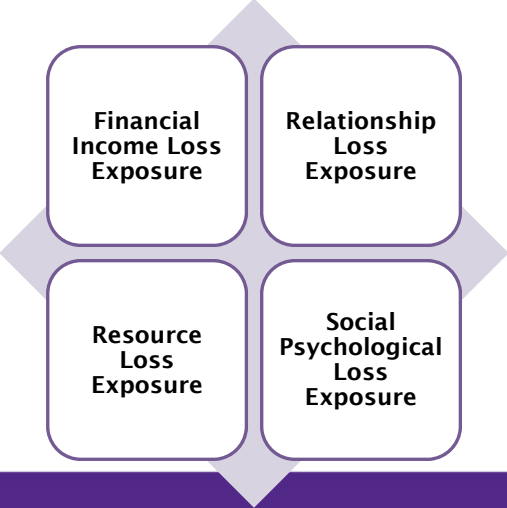 Financial
Income Loss
Exposure
Relationship
Loss
Exposure
Resource
Loss
Exposure
Social
Psychological
Loss
Exposure